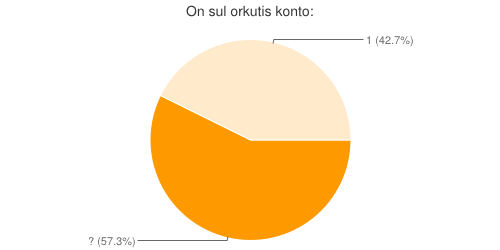 On sul orkutis konto:
1 (42.7%)
? (57.3%)